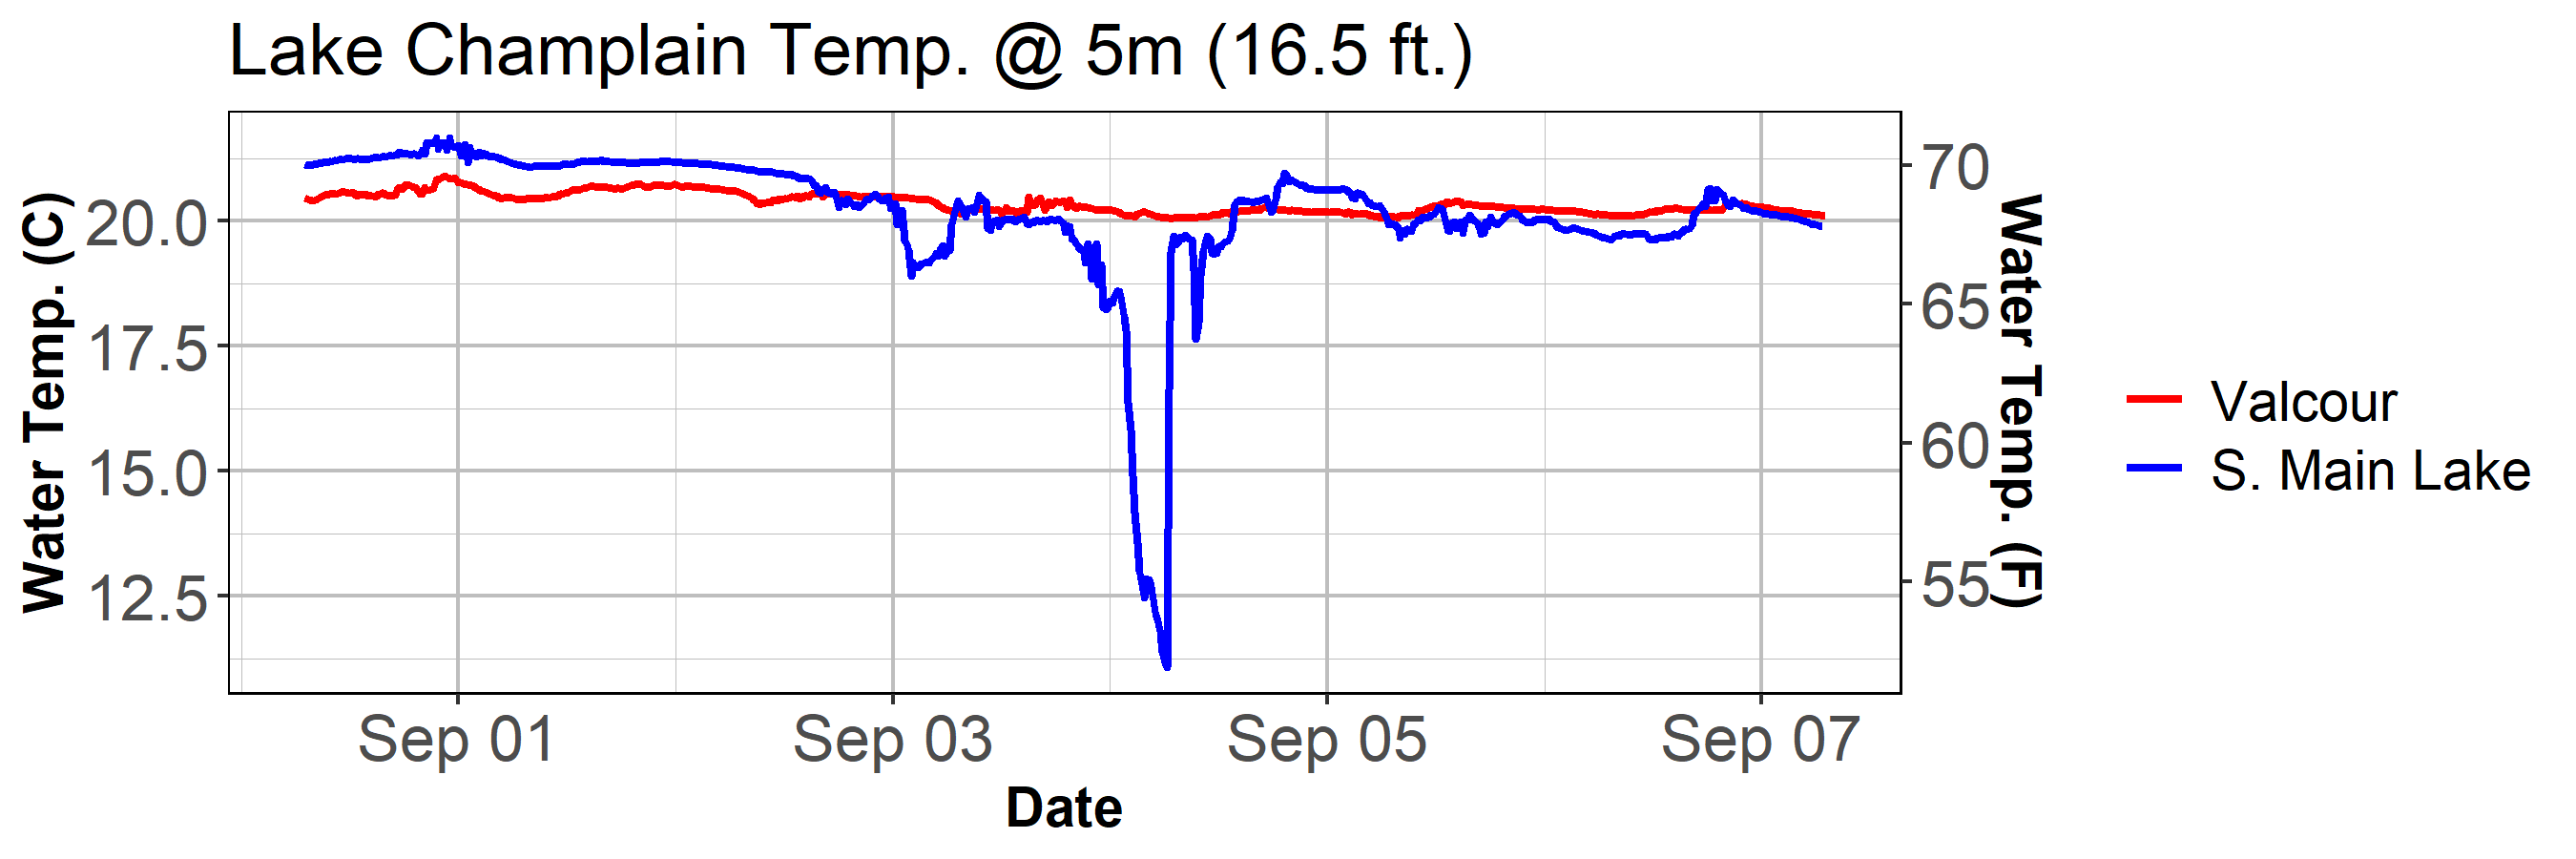 Lake Champlain Temp. @ 5m (16.5 ft.)
Water Temp. (C)
20.0
17.5
15.0
12.5
70
65
60
55
Water Temp. (F)
Sep 01
Sep 03
Sep 05
Sep 07
Date
Valcour
S. Main Lake